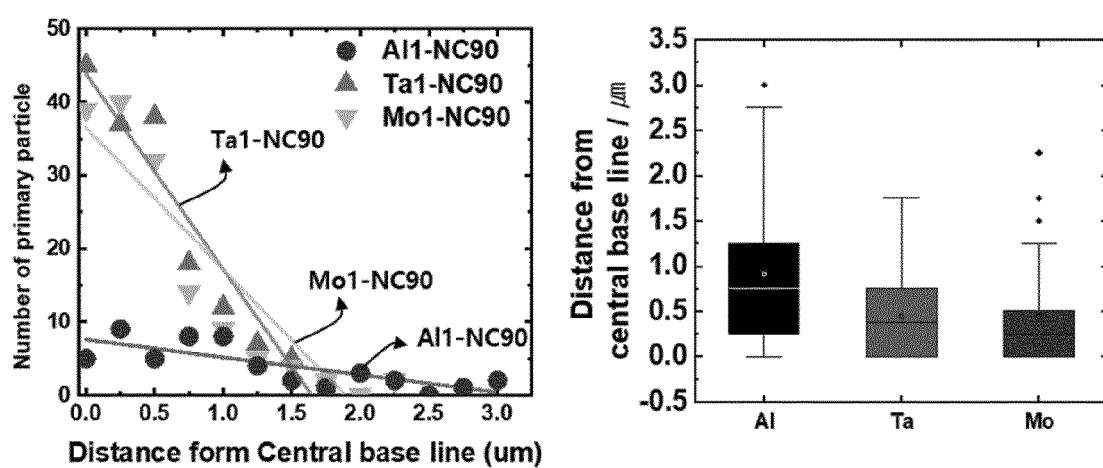 50
40
30
20
10
0
Number of primary particle
Al1-NC90
Ta1-NC90
Mo1-NC90
Ta1-NC90
Mo1-NC90
Al1-NC90
0.0 0.5 1.0 1.5 2.0 2.5 3.0
Distance form Central base line (um)
Distance from
central base line / ㎛
3.5
3.0
2.5
2.0
1.5
1.0
0.5
0.0
-0.5
Al Ta Mo